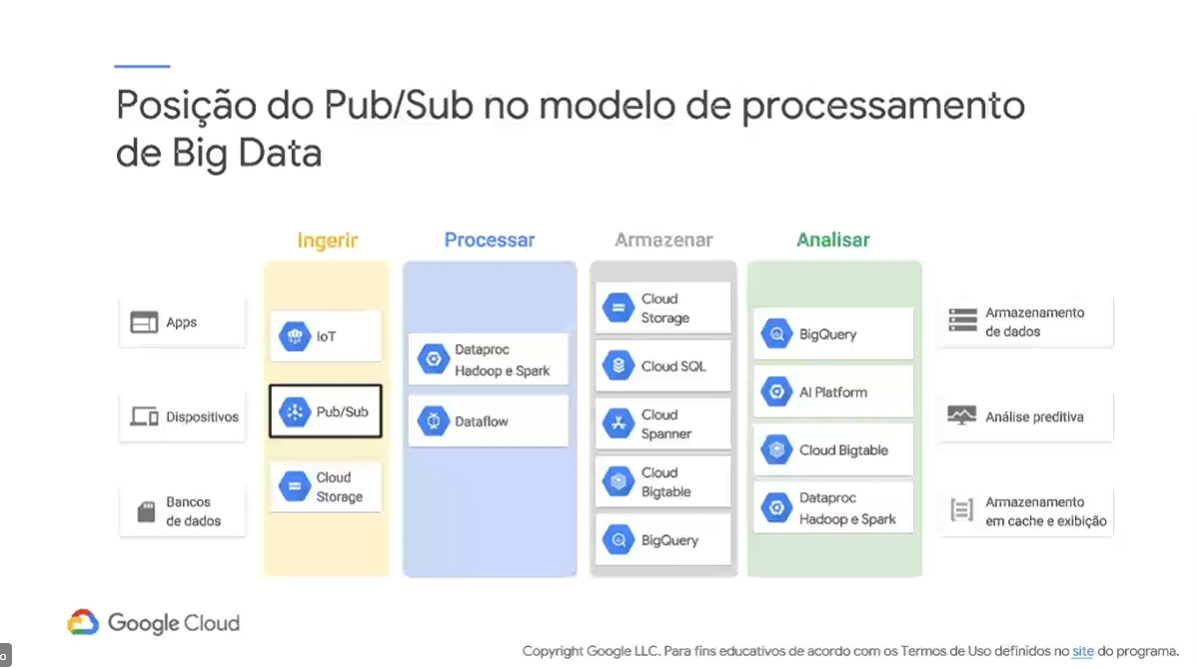 Posição do Pub/Sub no modelo de processamento
de Big Data
Ingerir
Processar
Armazenar
Analisar
Apps
Dispositivos
Bancos
de dados
IoT
Pub/Sub
Cloud
Storage
Dataproc
Hadoop e Spark
Dataflow
Cloud
Storage
Cloud SQL
Cloud
Spanner
Cloud
Bigtable
BigQuery
BigQuery
AI Platform
Cloud Bigtable
Dataproc
Hadoop e Spark
Armazenamento
de dados
Análise preditiva
Armazenamento
em cache e exibição
Google Cloud
o
Copyright Google LLC. Para fins educativos de acordo com os Termos de Uso definidos no site do programa.